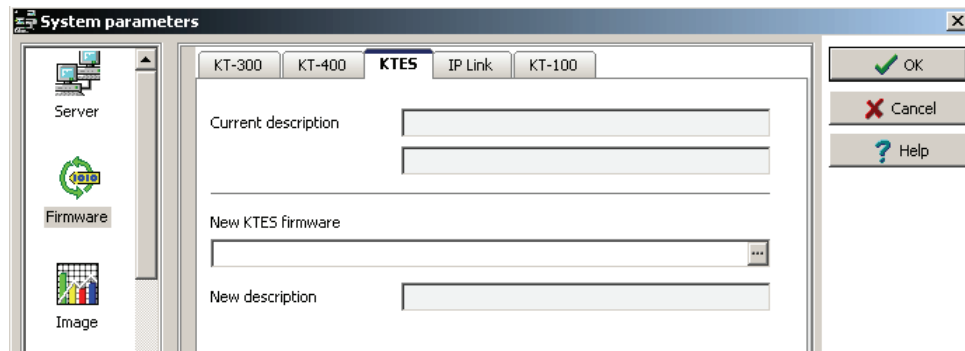 System parameters
Server
Firmware
Image
KT-300 KT-400 KTES IP Link KT-100
Current description
New KTES firmware
...
New description
OK
Cancel
? Help